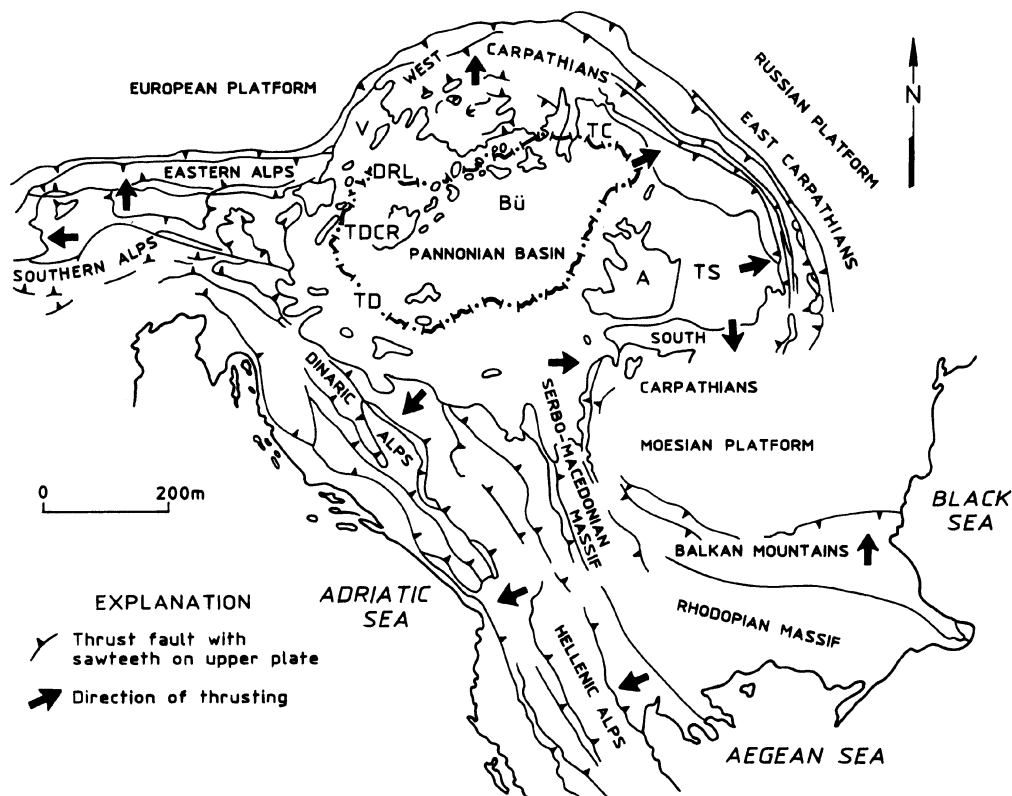 WEST
CARPATHIANS
EUROPEAN PLATFORM
RUSSIAN PLATFORM
N
V
TC
EAST CARPATHIANS
EASTERN ALPS
DRL
Bü
TDCR
PANNONIAN BASIN
SOUTHERN ALPS
A
TS
TD
SOUTH
CARPATHIANS
DINARIC
ALPS
SERBO-MACEDONIAN
MASSIF
MOESIAN PLATFORM
0 200m
BLACK
SEA
BALKAN MOUNTAINS
ADRIATIC
SEA
RHODOPIAN MASSIF
HELLENIC ALPS
AEGEAN SEA
EXPLANATION
Thrust fault with
sawteeth on upper plate
Direction of thrusting